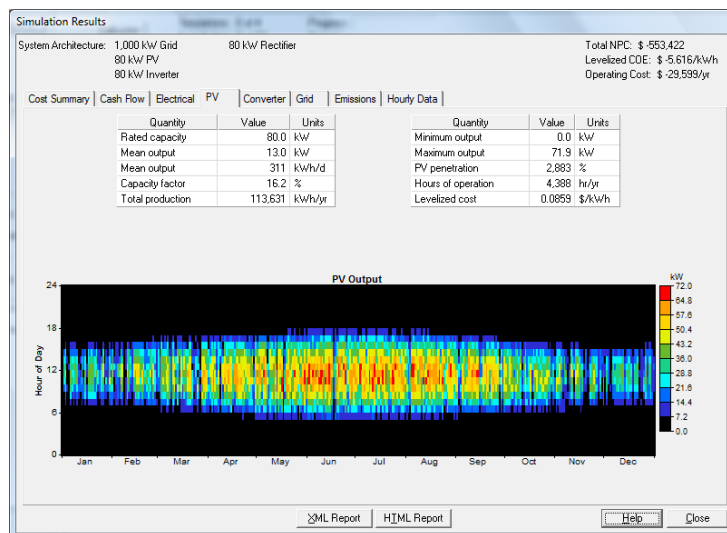 Simulation Results
System Architecture: 1,000 kW Grid 80 kW Rectifier
80 kW PV
80 kW Inverter
Total NPC: $ -553,422
Levelized COE: $ -5.616/kWh
Operating Cost: $ -29,599/yr
Cost Summary Cash Flow Electrical PV Converter Grid Emissions Hourly Data
Quantity Value Units
Rated capacity 80.0 kW
Mean output 13.0 kW
Mean output 311 kWh/d
Capacity factor 16.2 %
Total production 113,631 kWh/yr
Quantity Value Units
Minimum output 0.0 kW
Maximum output 71.9 kW
PV penetration 2,883 %
Hours of operation 4,388 hr/yr
Levelized cost 0.0859 $/kWh
PV Output
Hour of Day
24
18
12
6
0
Jan Feb Mar Apr May Jun Jul Aug Sep Oct Nov Dec
kW
72.0
64.8
57.6
50.4
43.2
36.0
28.8
21.6
14.4
7.2
0.0
XML Report HTML Report Help Close